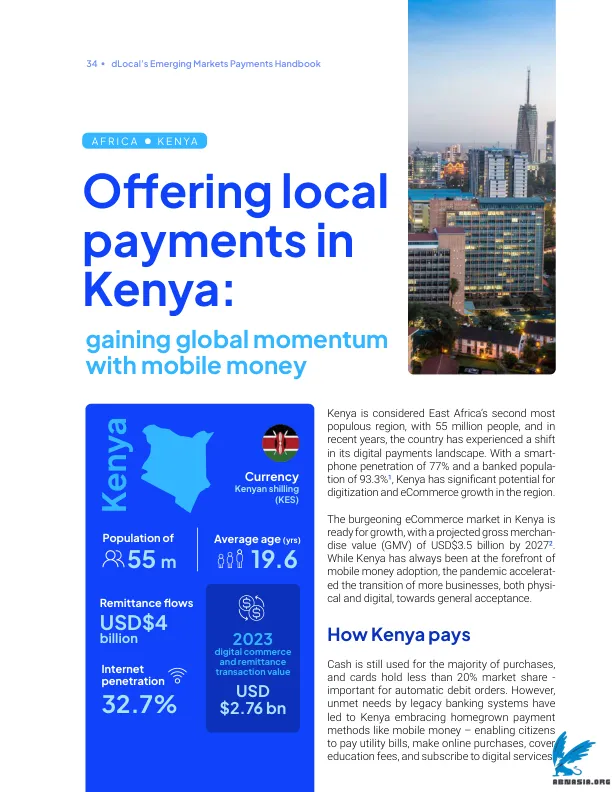 34 • dLocal's Emerging Markets Payments Handbook
AFRICA ● KENYA
Offering local
payments in
Kenya:
gaining global momentum
with mobile money
Kenya
Currency
Kenyan shilling
(KES)
Population of
55 m
Average age (yrs)
19.6
Remittance flows
USD$4
billion
Internet
penetration
32.7%
2023
digital commerce
and remittance
transaction value
USD
$2.76 bn
Kenya is considered East Africa's second most
populous region, with 55 million people, and in
recent years, the country has experienced a shift
in its digital payments landscape. With a smart-
phone penetration of 77% and a banked popula-
tion of 93.3%¹, Kenya has significant potential for
digitization and eCommerce growth in the region.
The burgeoning eCommerce market in Kenya is
ready for growth, with a projected gross merchan-
dise value (GMV) of USD$3.5 billion by 2027².
While Kenya has always been at the forefront of
mobile money adoption, the pandemic accelerat-
ed the transition of more businesses, both physi-
cal and digital, towards general acceptance.
How Kenya pays
Cash is still used for the majority of purchases,
and cards hold less than 20% market share -
important for automatic debit orders. However,
unmet needs by legacy banking systems have
led to Kenya embracing homegrown payment
methods like mobile money – enabling citizens
to pay utility bills, make online purchases, cover
education fees, and subscribe to digital services.
ABNASIA.ORG